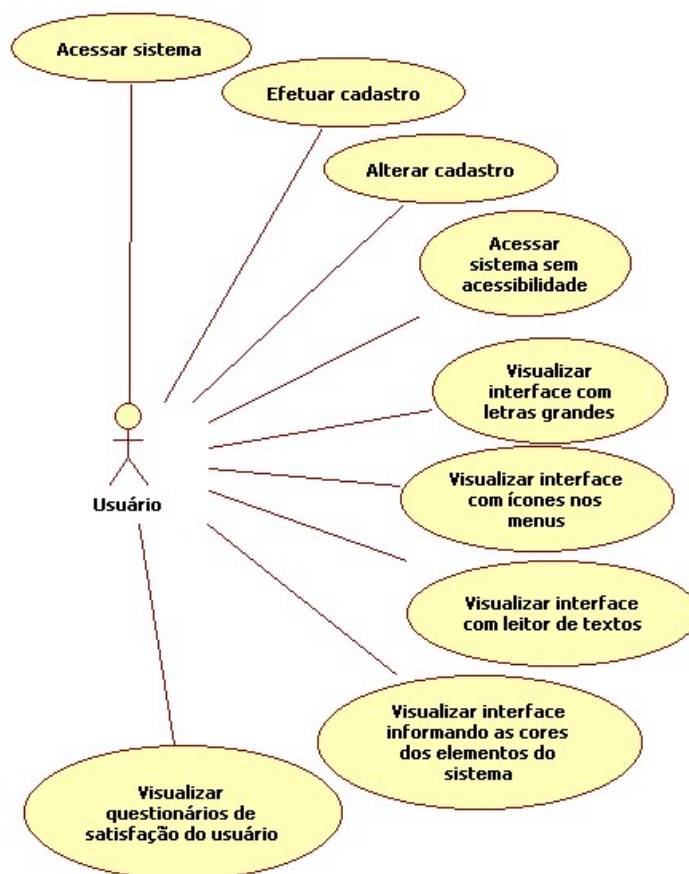 Acessar sistema
Efetuar cadastro
Alterar cadastro
Acessar
sistema sem
acessibilidade
Visualizar
interface com
letras grandes
Visualizar interface
com ícones nos
menus
Usuário
Visualizar interface
com leitor de textos
Visualizar interface
informando as cores
dos elementos do
sistema
Visualizar
questionários de
satisfação do usuário